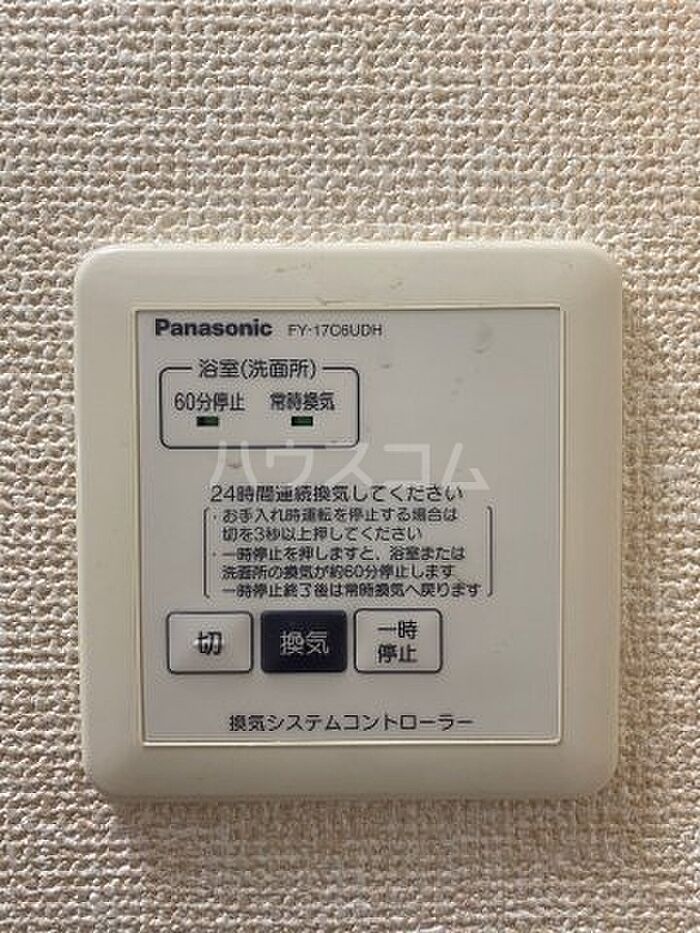 Panasonic FY-17C6UDH
浴室(洗面所)
60分停止 常時換気
ハウスコム
24時間連続換気してください
・お手入れ時運転を停止する場合は
切を3秒以上押してください
・一時停止を押しますと、浴室または
洗面所の換気が約60分停止します
一時停止終了後は常時換気へ戻ります
切 換気 一時
停止
換気システムコントローラー